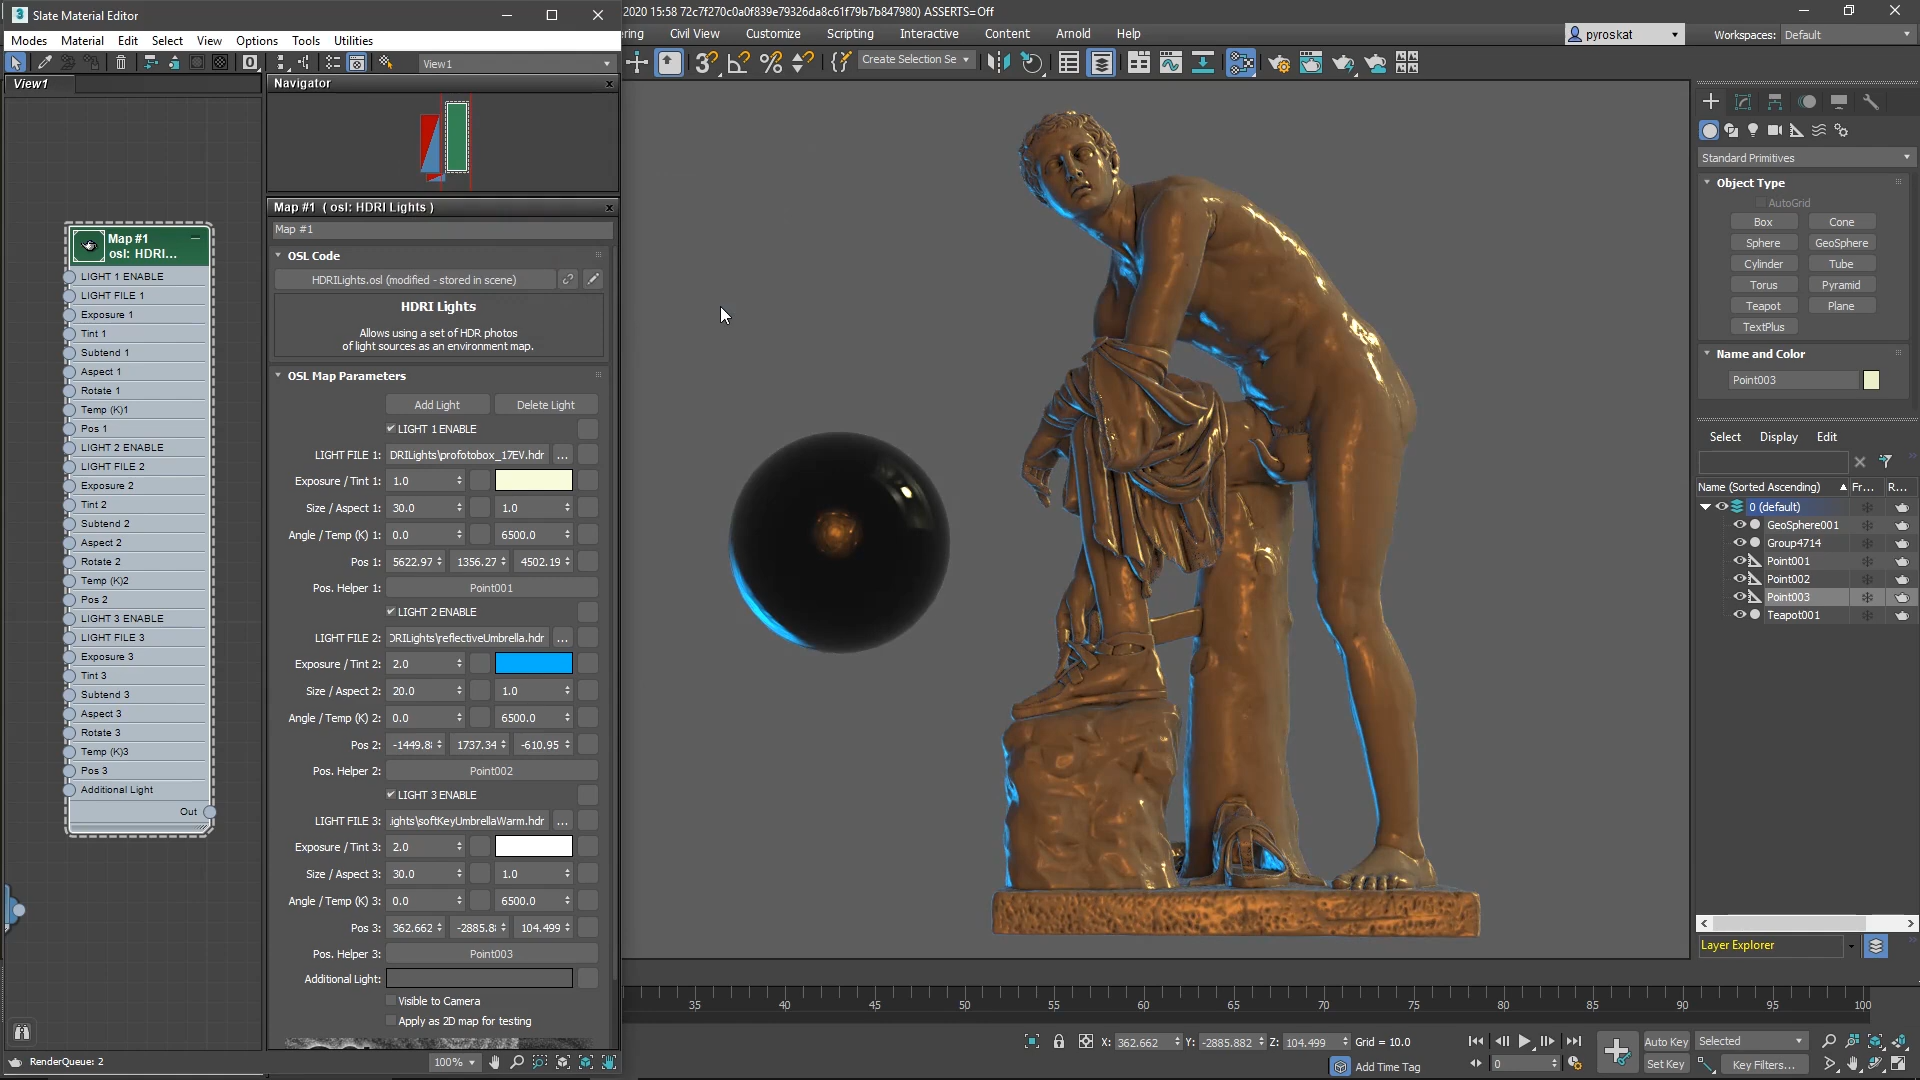 Slate Material Editor
2020 15:58 72c7f270c0a0f839e79326da8c61f79b7b847980) ASSERTS=Off
Modes Material Edit Select View Options Tools Utilities
ering Civil View Customize Scripting Interactive Content Arnold Help
pyroskat
Workspaces: Default
View1
Create Selection Se
View1
Navigator
Map #1 ( osl: HDRI Lights )
Map #1
OSL Code
HDRILights.osl (modified - stored in scene)
HDRI Lights
Allows using a set of HDR photos
of light sources as an environment map.
OSL Map Parameters
Add Light Delete Light
LIGHT 1 ENABLE
LIGHT FILE 1: DRILights\profotobox_17EV.hdr ...
Exposure / Tint 1: 1.0
Size / Aspect 1: 30.0 1.0
Angle / Temp (K) 1: 0.0 6500.0
Pos 1: 5622.97 1356.27 4502.19
Pos. Helper 1: Point001
LIGHT 2 ENABLE
LIGHT FILE 2: DRILights\reflectiveUmbrella.hdr ...
Exposure / Tint 2: 2.0
Size / Aspect 2: 20.0 1.0
Angle / Temp (K) 2: 0.0 6500.0
Pos 2: -1449.8 1737.34 -610.95
Pos. Helper 2: Point002
LIGHT 3 ENABLE
LIGHT FILE 3: .ights\softKeyUmbrellaWarm.hdr ...
Exposure / Tint 3: 2.0
Size / Aspect 3: 30.0 1.0
Angle / Temp (K) 3: 0.0 6500.0
Pos 3: 362.662 -2885.8 104.499
Pos. Helper 3: Point003
Additional Light:
Visible to Camera
Apply as 2D map for testing
Map #1
osl: HDRI...
LIGHT 1 ENABLE
LIGHT FILE 1
Exposure 1
Tint 1
Subtend 1
Aspect 1
Rotate 1
Temp (K)1
Pos 1
LIGHT 2 ENABLE
LIGHT FILE 2
Exposure 2
Tint 2
Subtend 2
Aspect 2
Rotate 2
Temp (K)2
Pos 2
LIGHT 3 ENABLE
LIGHT FILE 3
Exposure 3
Tint 3
Subtend 3
Aspect 3
Rotate 3
Temp (K)3
Pos 3
Additional Light
Out
RenderQueue: 2
100%
Standard Primitives
Object Type
AutoGrid
Box Cone
Sphere GeoSphere
Cylinder Tube
Torus Pyramid
Teapot Plane
TextPlus
Name and Color
Point003
Select Display Edit
Name (Sorted Ascending) Fr... R...
0 (default)
GeoSphere001
Group4714
Point001
Point002
Point003
Teapot001
Layer Explorer
35 40 45 50 55 60 65 70 75 80 85 90 95 100
X: 362.662 Y: -2885.882 Z: 104.499 Grid = 10.0
Add Time Tag
0
Auto Key Selected
Set Key Key Filters...